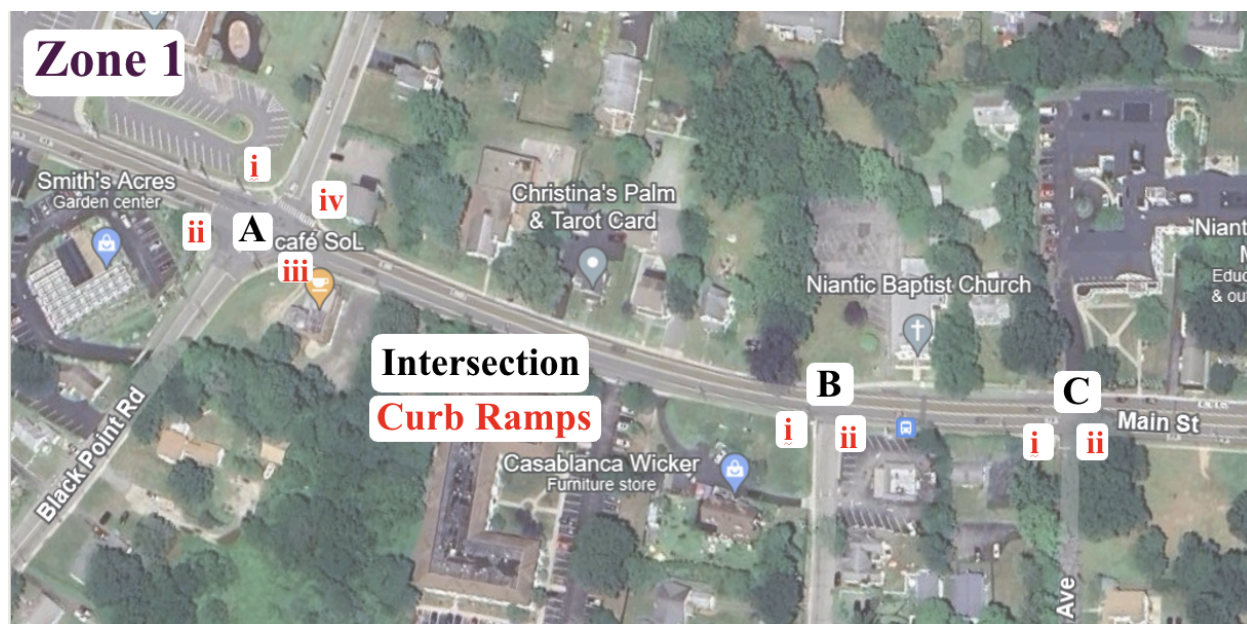 Zone 1
i
iv
Smith's Acres
Garden center
ii
A
café SoL
iii
Christina's Palm
& Tarot Card
Niantic Baptist Church
Niant
M
Educ
& out
Intersection
Curb Ramps
B
C
i
ii
i
ii
Main St
Black Point Rd
Casablanca Wicker
Furniture store
Ave